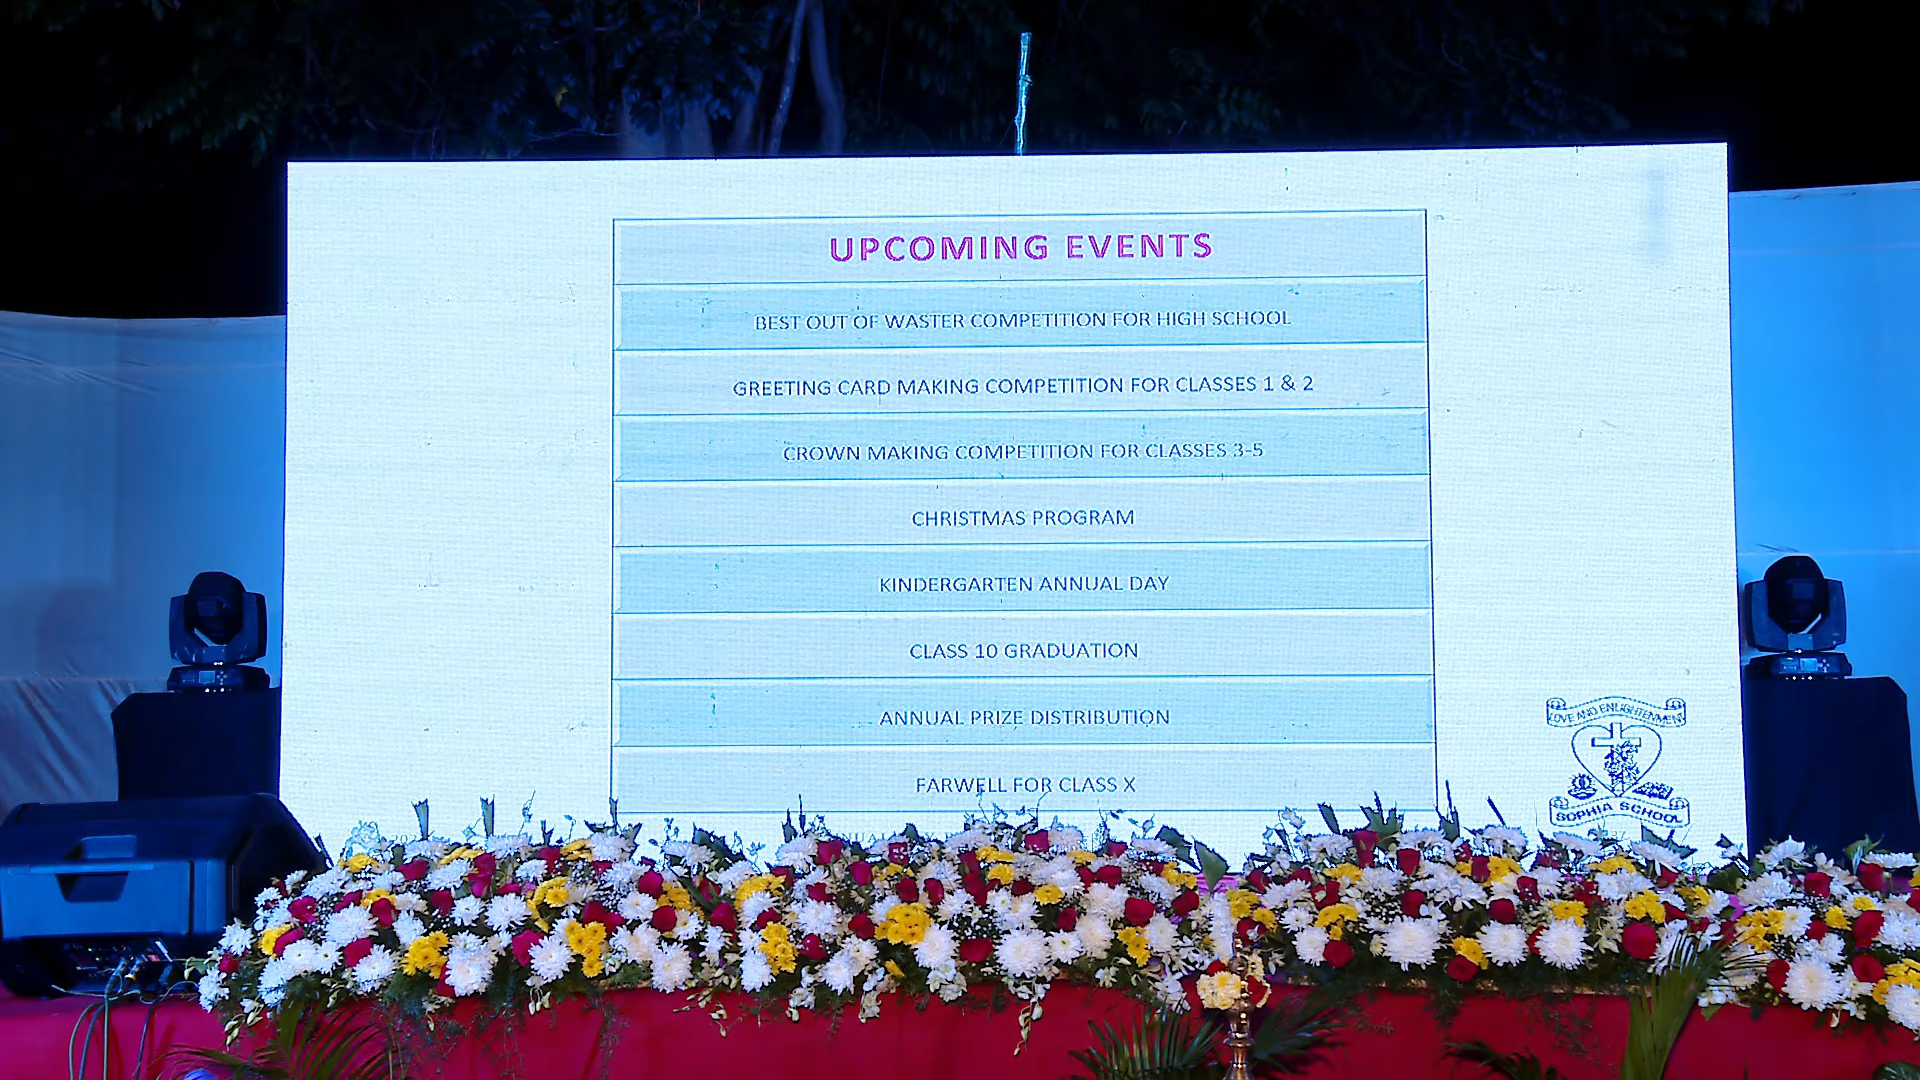 UPCOMING EVENTS
BEST OUT OF WASTER COMPETITION FOR HIGH SCHOOL
GREETING CARD MAKING COMPETITION FOR CLASSES 1 & 2
CROWN MAKING COMPETITION FOR CLASSES 3-5
CHRISTMAS PROGRAM
KINDERGARTEN ANNUAL DAY
CLASS 10 GRADUATION
ANNUAL PRIZE DISTRIBUTION
FARWELL FOR CLASS X
LOVE AND ENLIGHTENMENT
SOPHIA SCHOOL